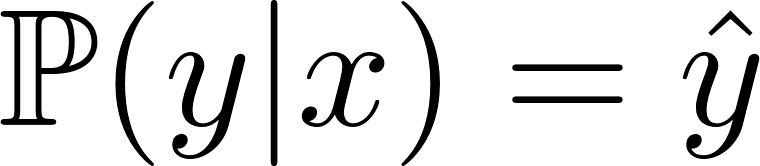 ℙ(y|x) = ŷ